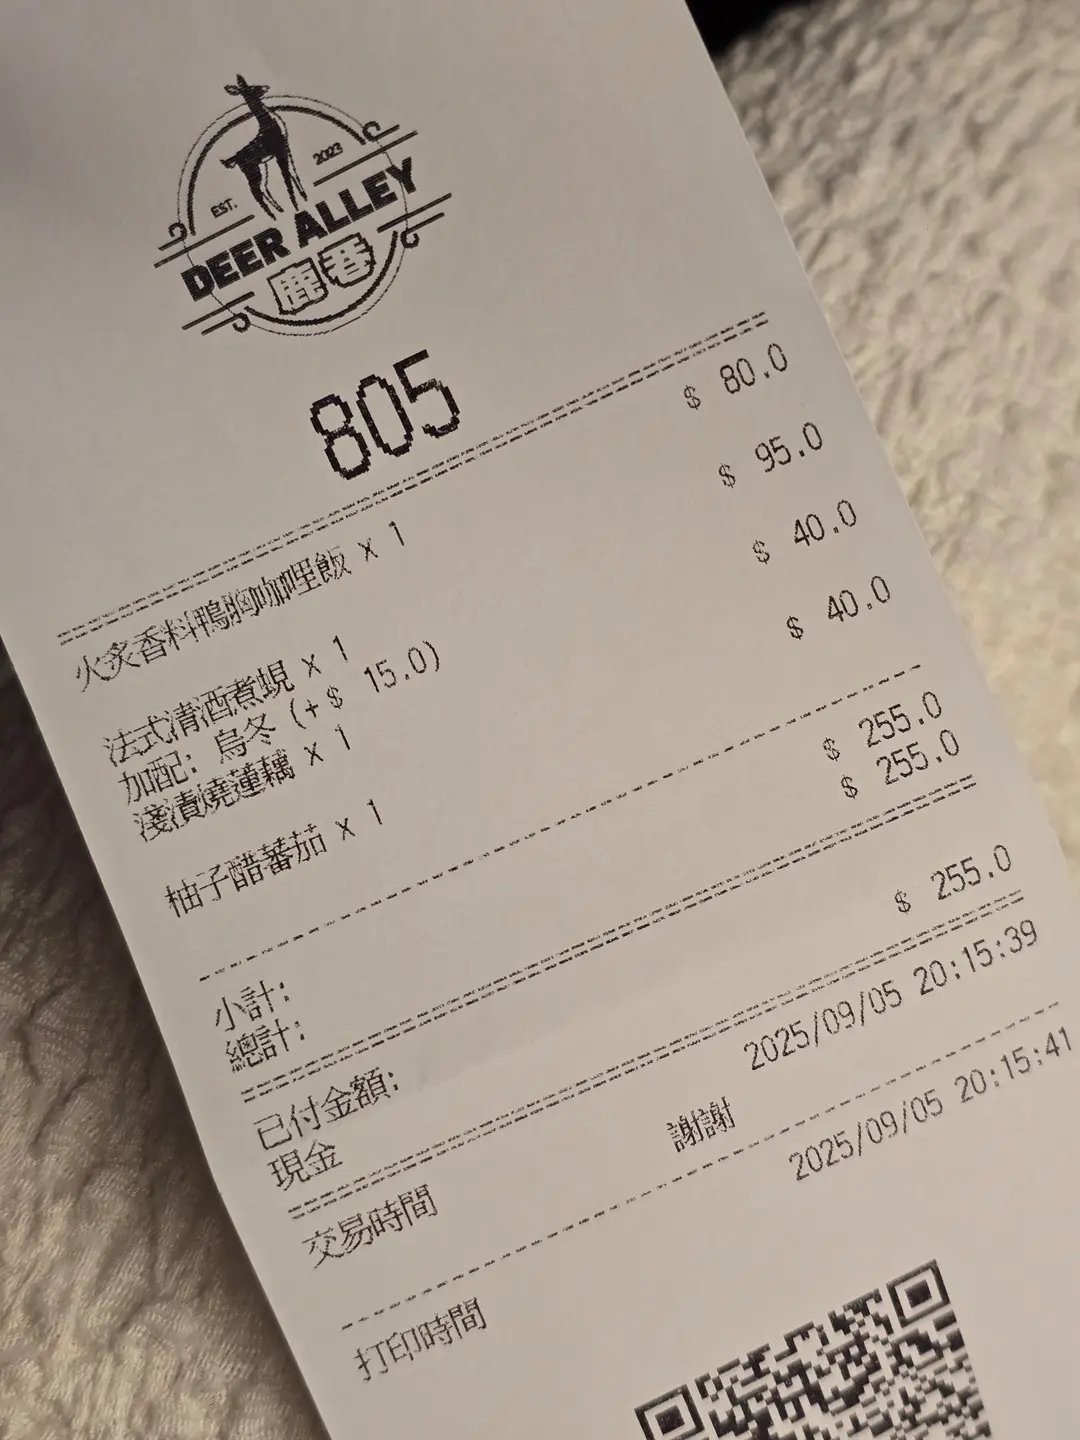 EST. 2023
DEER ALLEY
鹿巷
805
火炙香料鴨胸咖哩飯 x 1 $ 80.0
法式清酒煮蜆 x 1 $ 95.0
加配: 烏冬 (+$ 15.0)
淺漬燒蓮藕 x 1 $ 40.0
柚子醋蕃茄 x 1 $ 40.0
小計: $ 255.0
總計: $ 255.0
已付金額:
現金 $ 255.0
交易時間 2025/09/05 20:15:39
謝謝
打印時間 2025/09/05 20:15:41